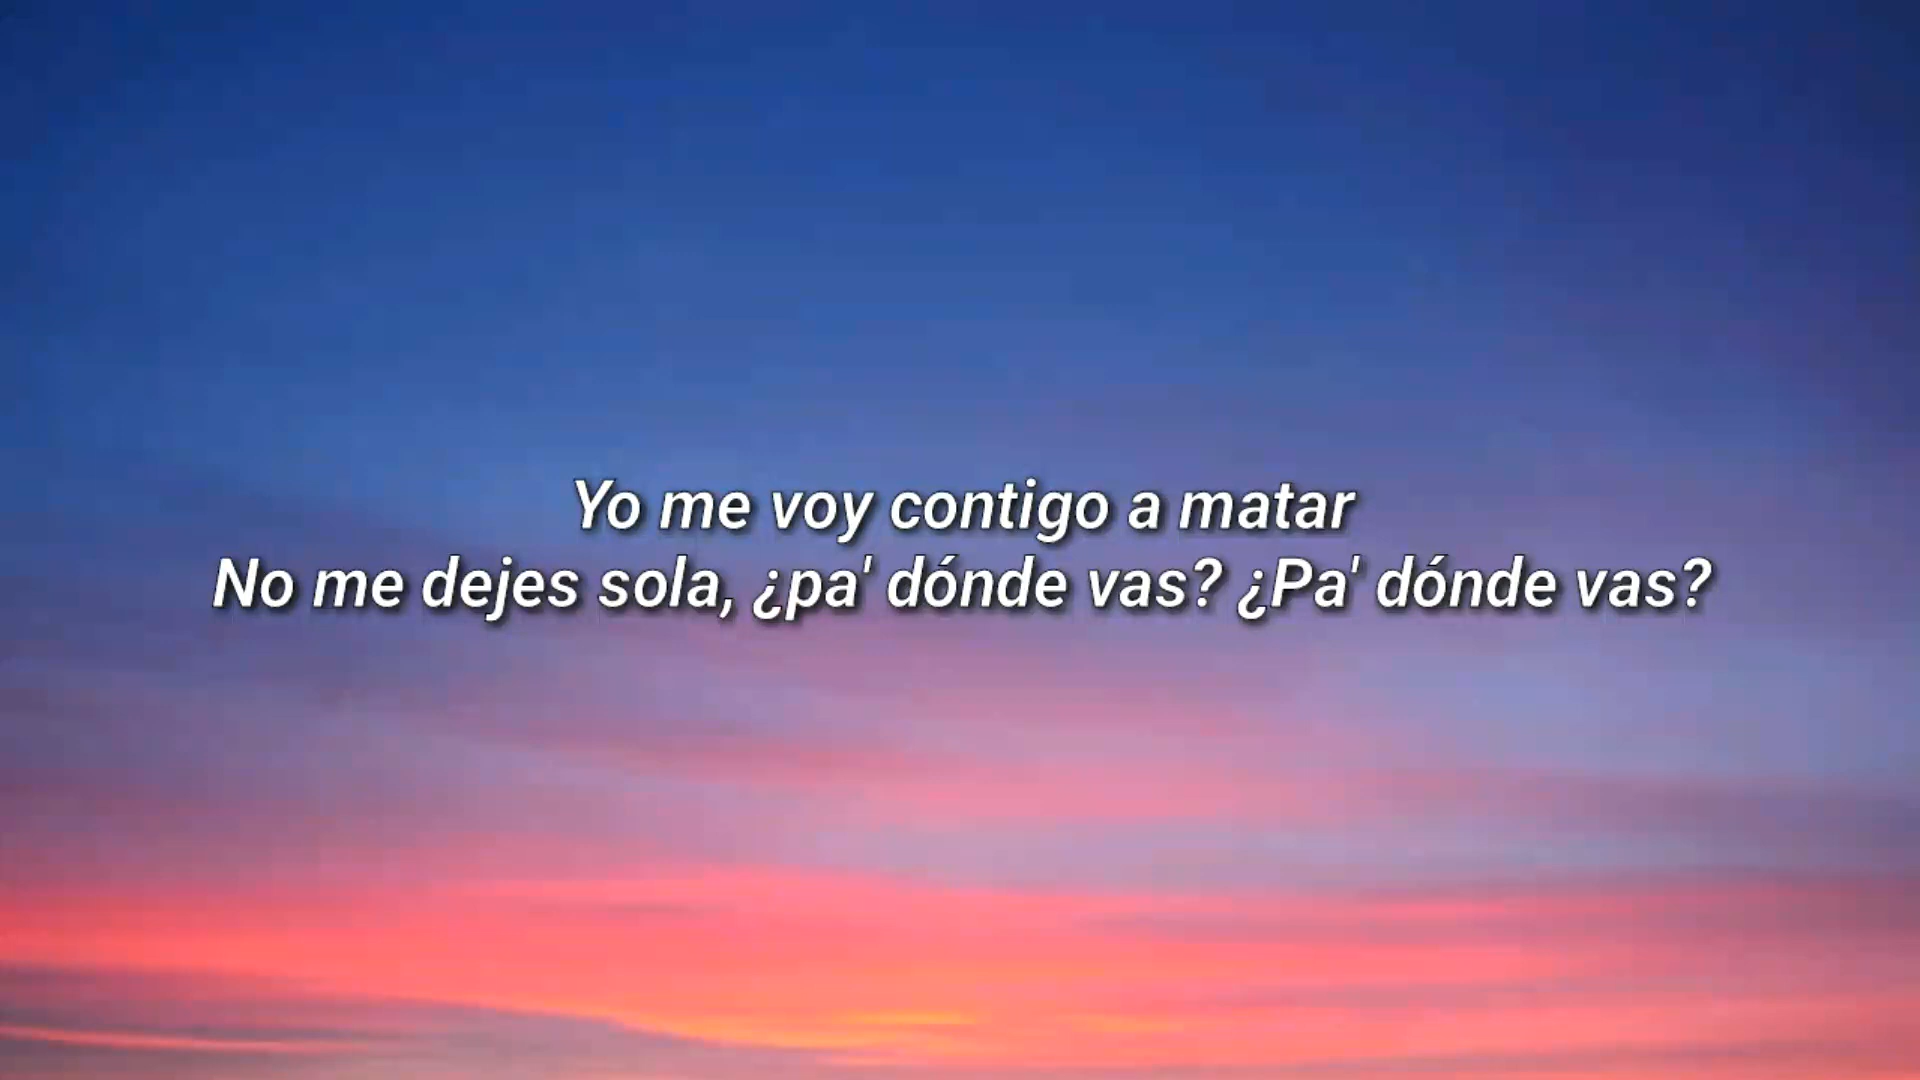 Yo me voy contigo a matar
No me dejes sola, ¿pa' dónde vas? ¿Pa' dónde vas?